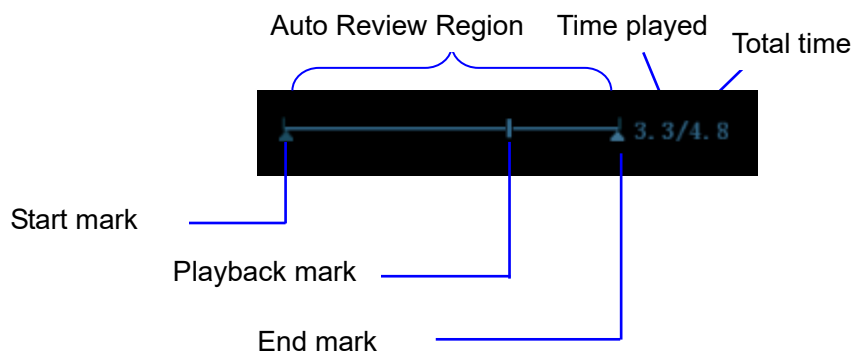 Auto Review Region
Time played
Total time
3.3/4.8
Start mark
Playback mark
End mark